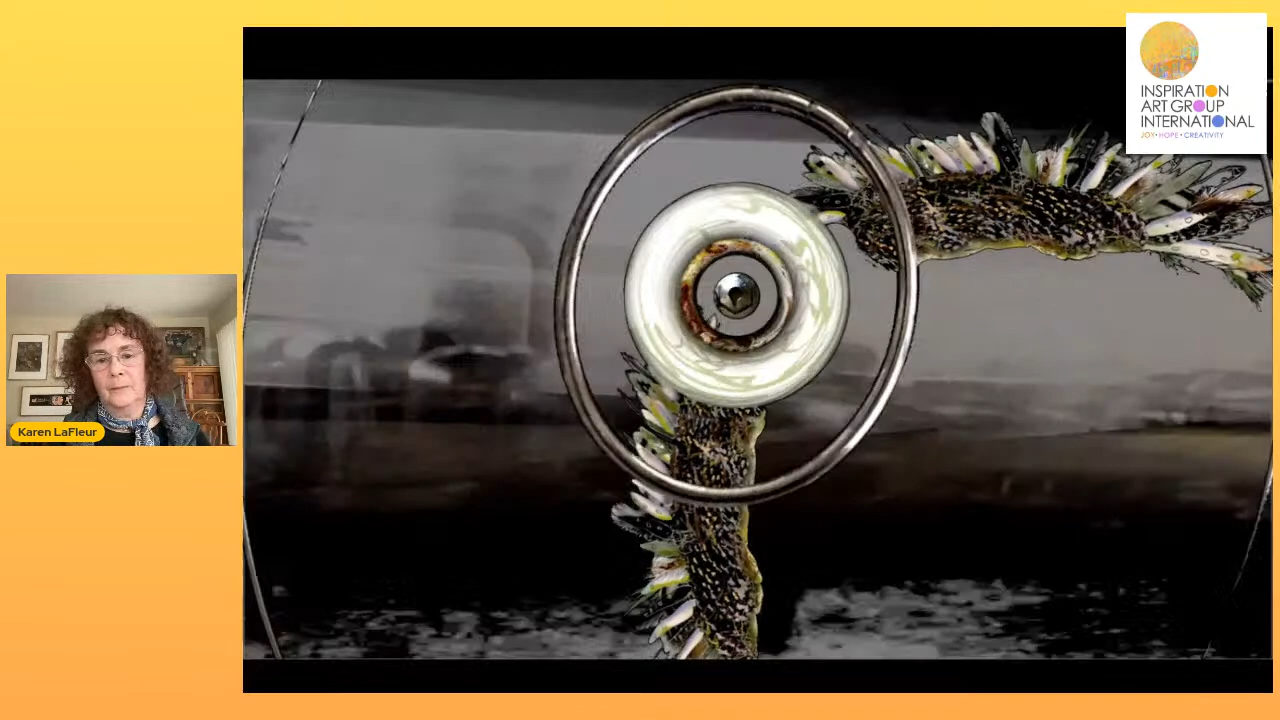 INSPIRATION
ART GROUP
INTERNATIONAL
JOY • HOPE • CREATIVITY
Karen LaFleur